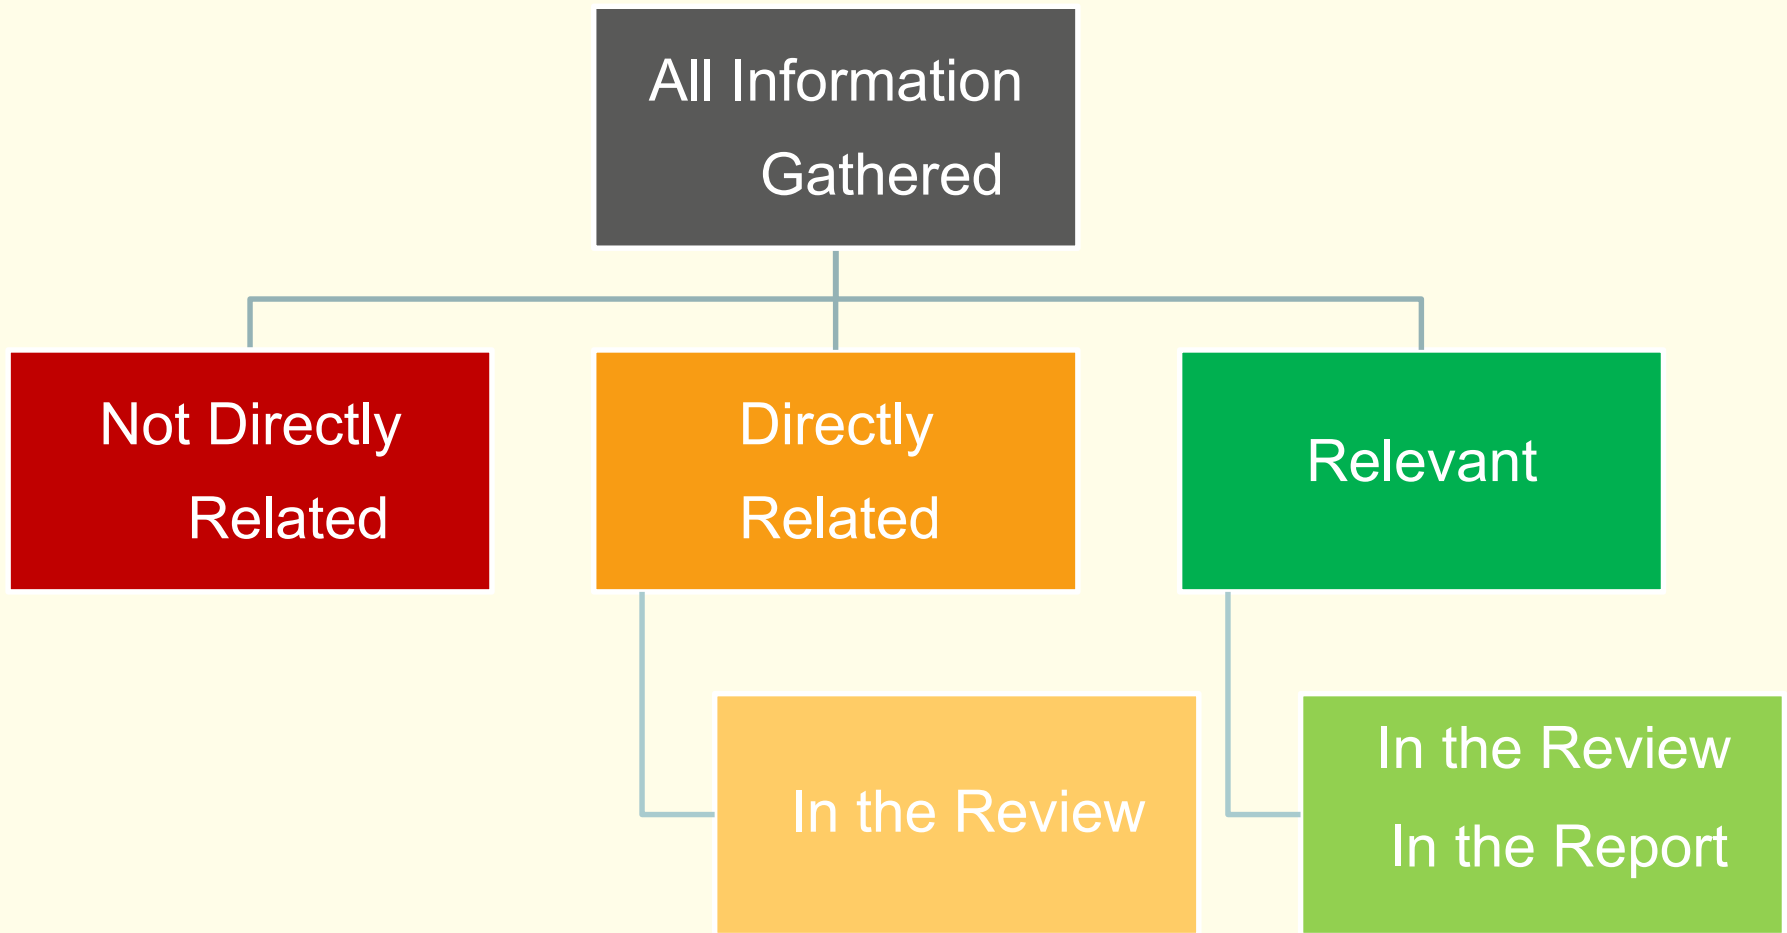 All Information
Gathered
Not Directly
Related
Directly
Related
Relevant
In the Review
In the Review
In the Report